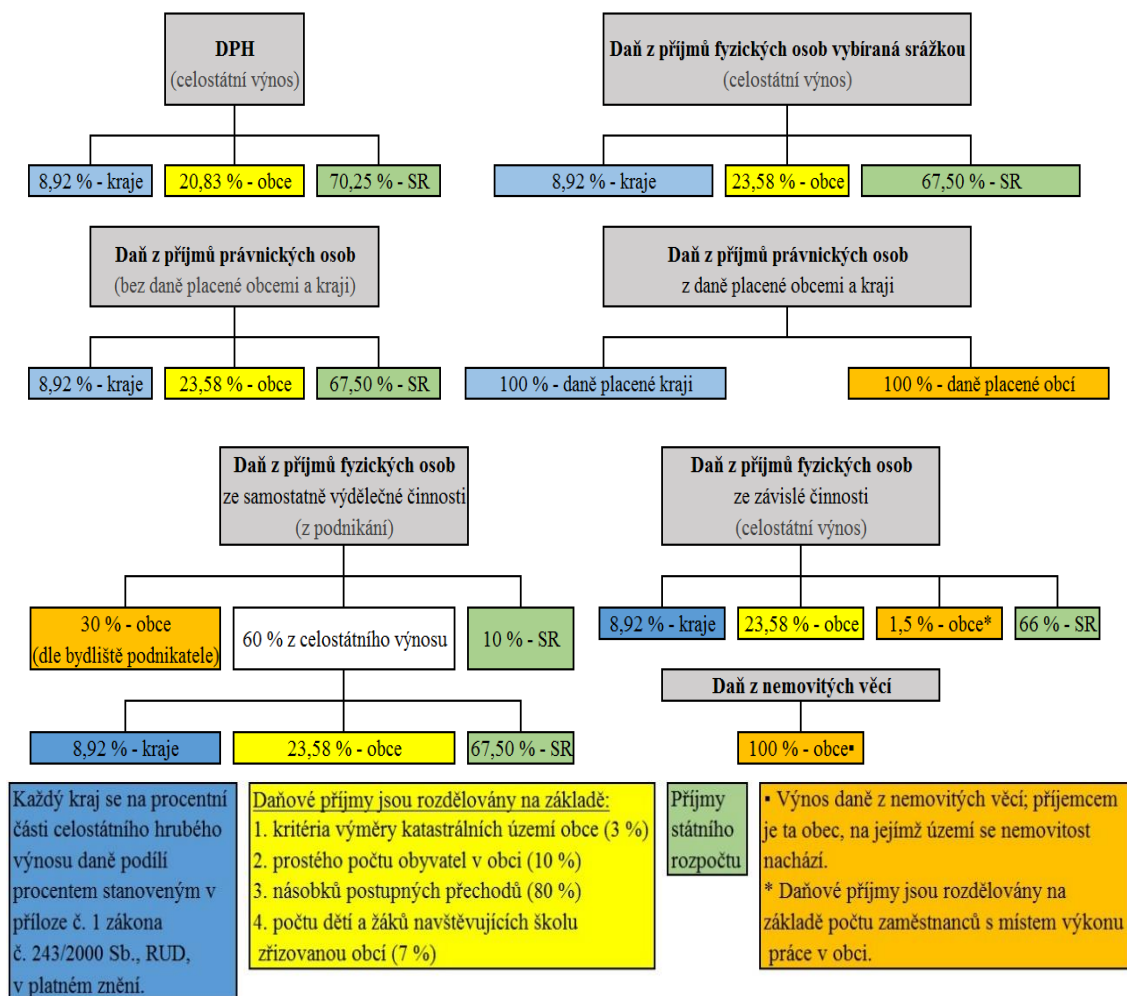 DPH
(celostátní výnos)
8,92 % - kraje
20,83 % - obce
70,25 % - SR
Daň z příjmů fyzických osob vybíraná srážkou
(celostátní výnos)
8,92 % - kraje
23,58 % - obce
67,50 % - SR
Daň z příjmů právnických osob
(bez daně placené obcemi a kraji)
8,92 % - kraje
23,58 % - obce
67,50 % - SR
Daň z příjmů právnických osob
z daně placené obcemi a kraji
100 % - daně placené kraji
100 % - daně placené obcí
Daň z příjmů fyzických osob
ze samostatně výdělečné činnosti
(z podnikání)
30 % - obce
(dle bydliště podnikatele)
60 % z celostátního výnosu
10 % - SR
8,92 % - kraje
23,58 % - obce
67,50 % - SR
Daň z příjmů fyzických osob
ze závislé činnosti
(celostátní výnos)
8,92 % - kraje
23,58 % - obce
1,5 % - obce*
66 % - SR
Daň z nemovitých věcí
100 % - obce▪
Každý kraj se na procentní
části celostátního hrubého
výnosu daně podílí
procentem stanoveným v
příloze č. 1 zákona
č. 243/2000 Sb., RUD,
v platném znění.
Daňové příjmy jsou rozdělovány na základě:
1. kritéria výměry katastrálních území obce (3 %)
2. prostého počtu obyvatel v obci (10 %)
3. násobků postupných přechodů (80 %)
4. počtu dětí a žáků navštěvujících školu
zřizovanou obcí (7 %)
Příjmy
státního
rozpočtu
▪ Výnos daně z nemovitých věcí; příjemcem
je ta obec, na jejímž území se nemovitost
nachází.
* Daňové příjmy jsou rozdělovány na
základě počtu zaměstnanců s místem výkonu
práce v obci.